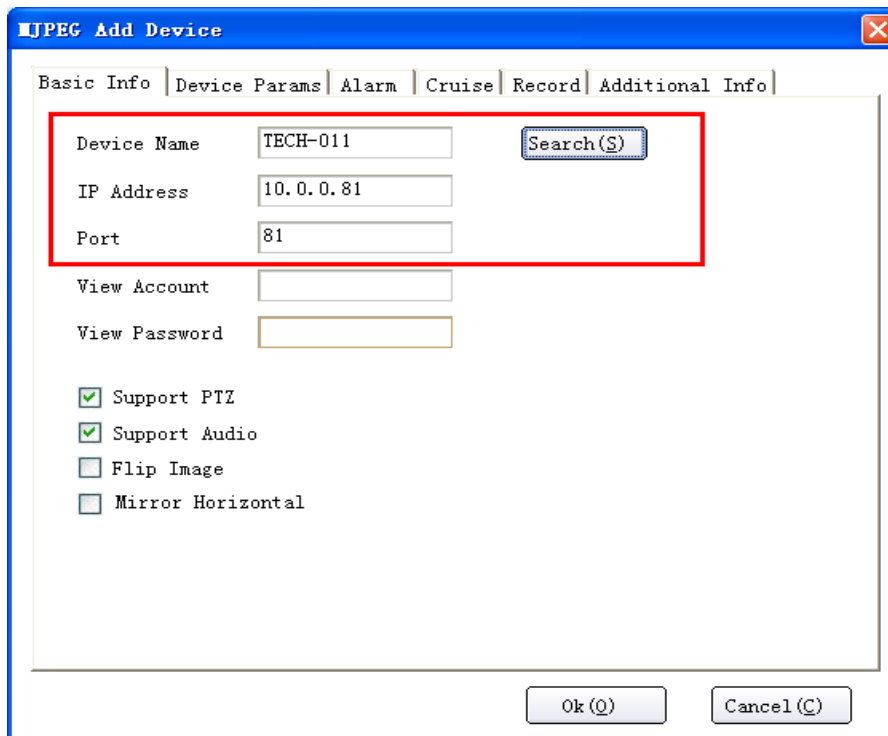 MJPEG Add Device
Basic Info Device Params Alarm Cruise Record Additional Info
Device Name TECH-011 Search(S)
IP Address 10.0.0.81
Port 81
View Account
View Password
Support PTZ
Support Audio
Flip Image
Mirror Horizontal
Ok(O) Cancel(C)